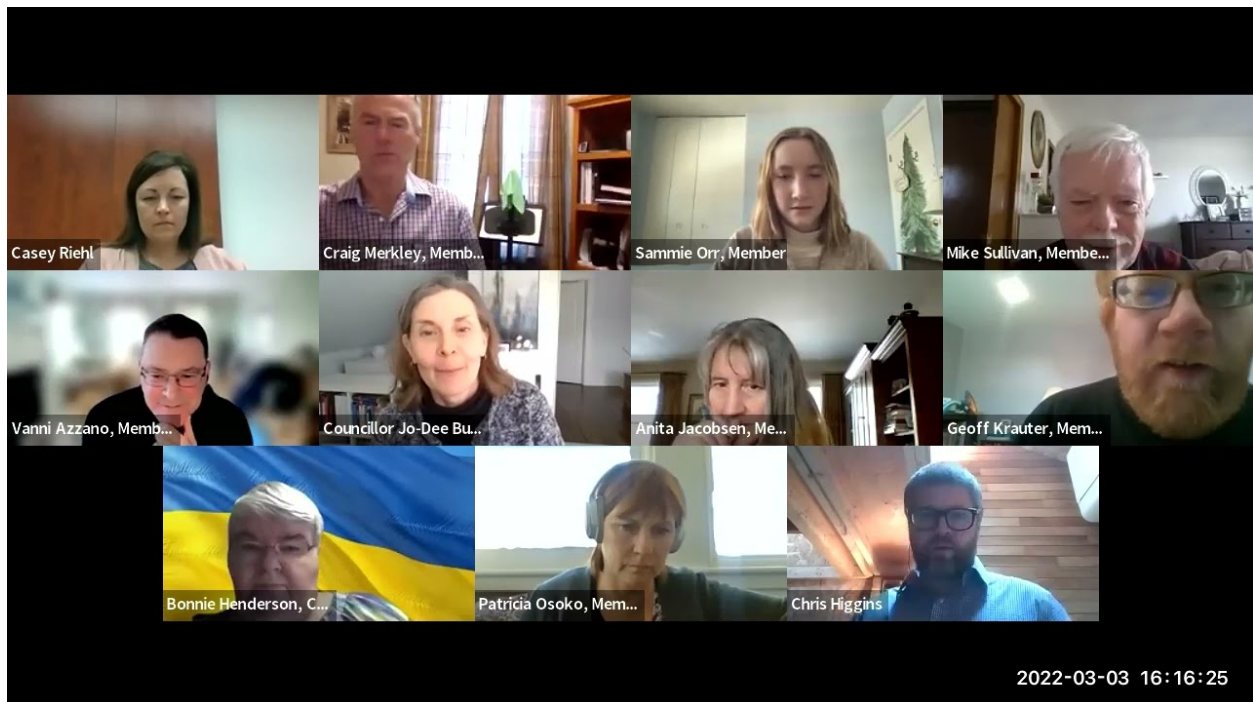 Casey Riehl
Craig Merkley, Memb...
Sammie Orr, Member
Mike Sullivan, Membe...
Vanni Azzano, Memb...
Councillor Jo-Dee Bu...
Anita Jacobsen, Me...
Geoff Krauter, Mem...
Bonnie Henderson, C...
Patricia Osoko, Mem...
Chris Higgins
2022-03-03 16:16:25